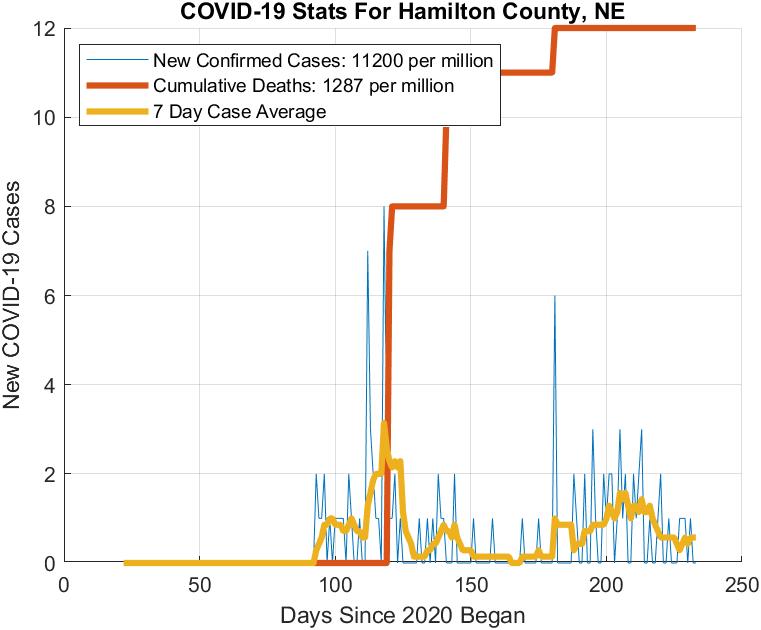 COVID-19 Stats For Hamilton County, NE
New Confirmed Cases: 11200 per million
Cumulative Deaths: 1287 per million
7 Day Case Average
12
10
8
6
4
2
0
New COVID-19 Cases
0 50 100 150 200 250
Days Since 2020 Began